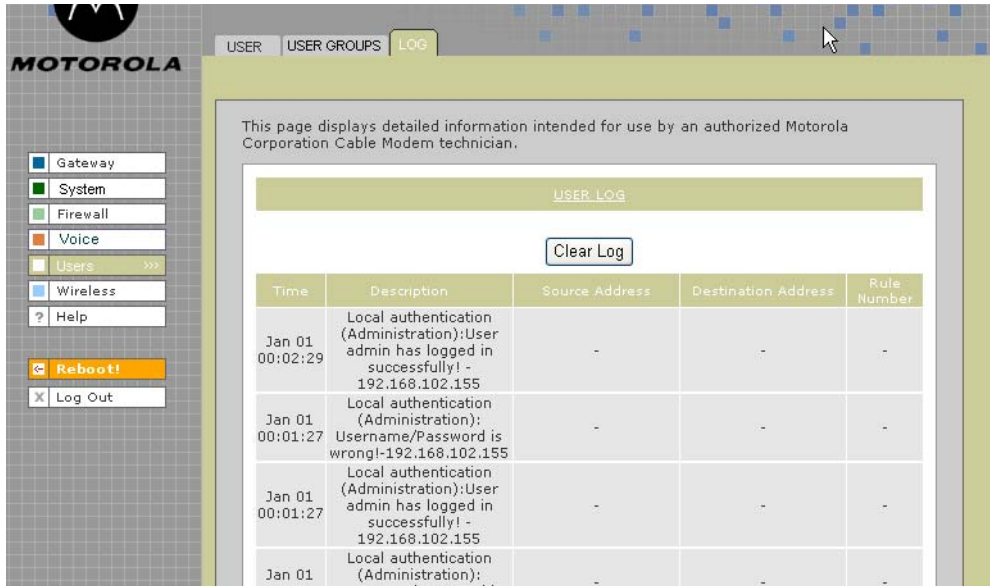 MOTOROLA
USER
USER GROUPS
LOG
Gateway
System
Firewall
Voice
Users >>>
Wireless
? Help
Reboot!
X Log Out
This page displays detailed information intended for use by an authorized Motorola
Corporation Cable Modem technician.
USER LOG
Clear Log
Time
Description
Source Address
Destination Address
Rule
Number
Jan 01
00:02:29
Local authentication
(Administration):User
admin has logged in
successfully! -
192.168.102.155
-
-
-
Jan 01
00:01:27
Local authentication
(Administration):
Username/Password is
wrong!-192.168.102.155
-
-
-
Jan 01
00:01:27
Local authentication
(Administration):User
admin has logged in
successfully! -
192.168.102.155
-
-
-
Jan 01
Local authentication
(Administration):
-
-
-